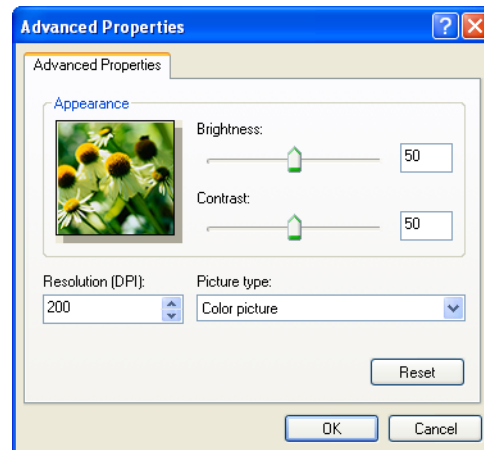 Advanced Properties
Advanced Properties
Appearance
Brightness:
50
Contrast:
50
Resolution (DPI):
200
Picture type:
Color picture
Reset
OK
Cancel